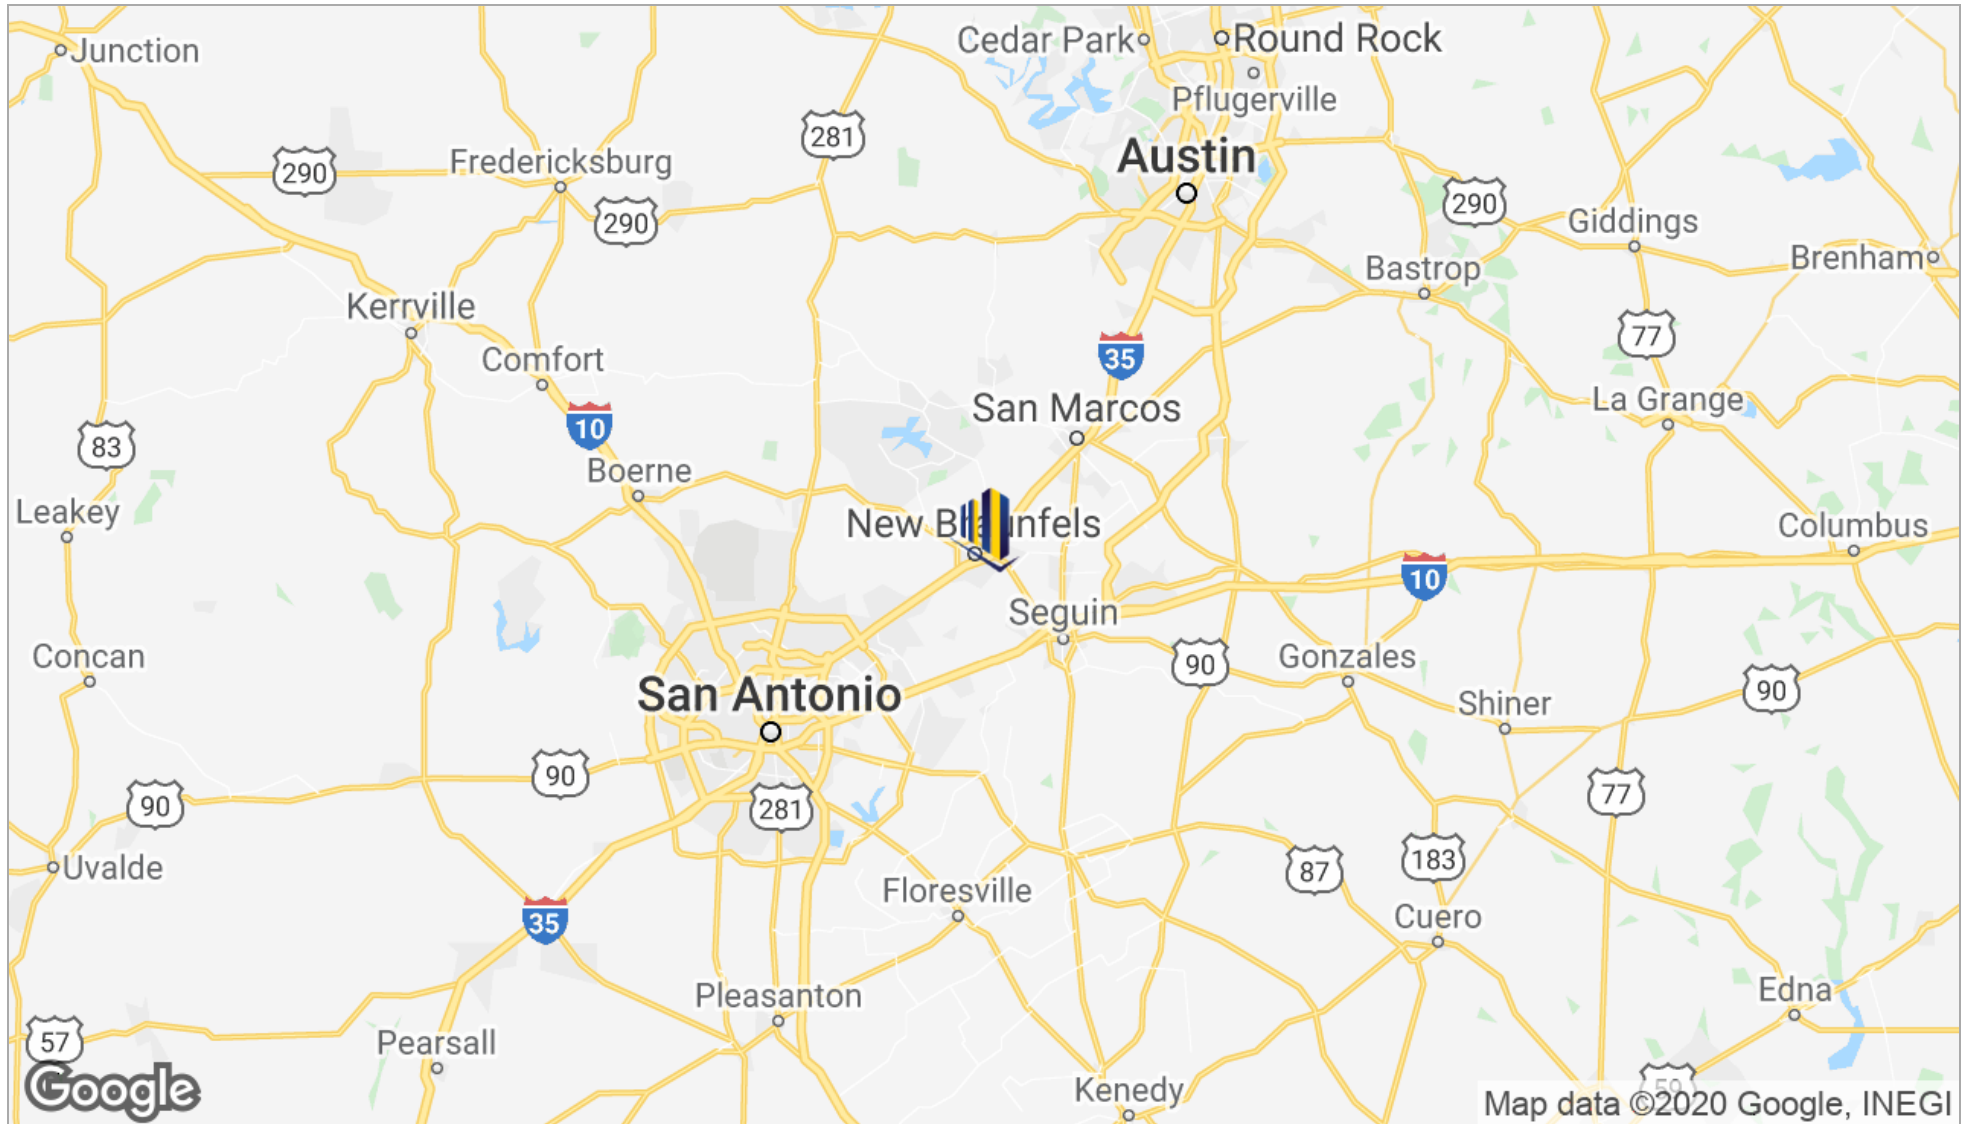 Cedar Park
Round Rock
Junction
Pflugerville
281
Austin
Fredericksburg
290
290
290
Giddings
Brenham
Bastrop
Kerrville
77
35
Comfort
La Grange
San Marcos
10
83
Boerne
Leakey
New Braunfels
Columbus
10
Seguin
Concan
90
Gonzales
90
San Antonio
Shiner
90
90
281
77
Uvalde
183
87
Floresville
35
Cuero
Pleasanton
Edna
57
Pearsall
Google
Kenedy
59
Map data ©2020 Google, INEGI